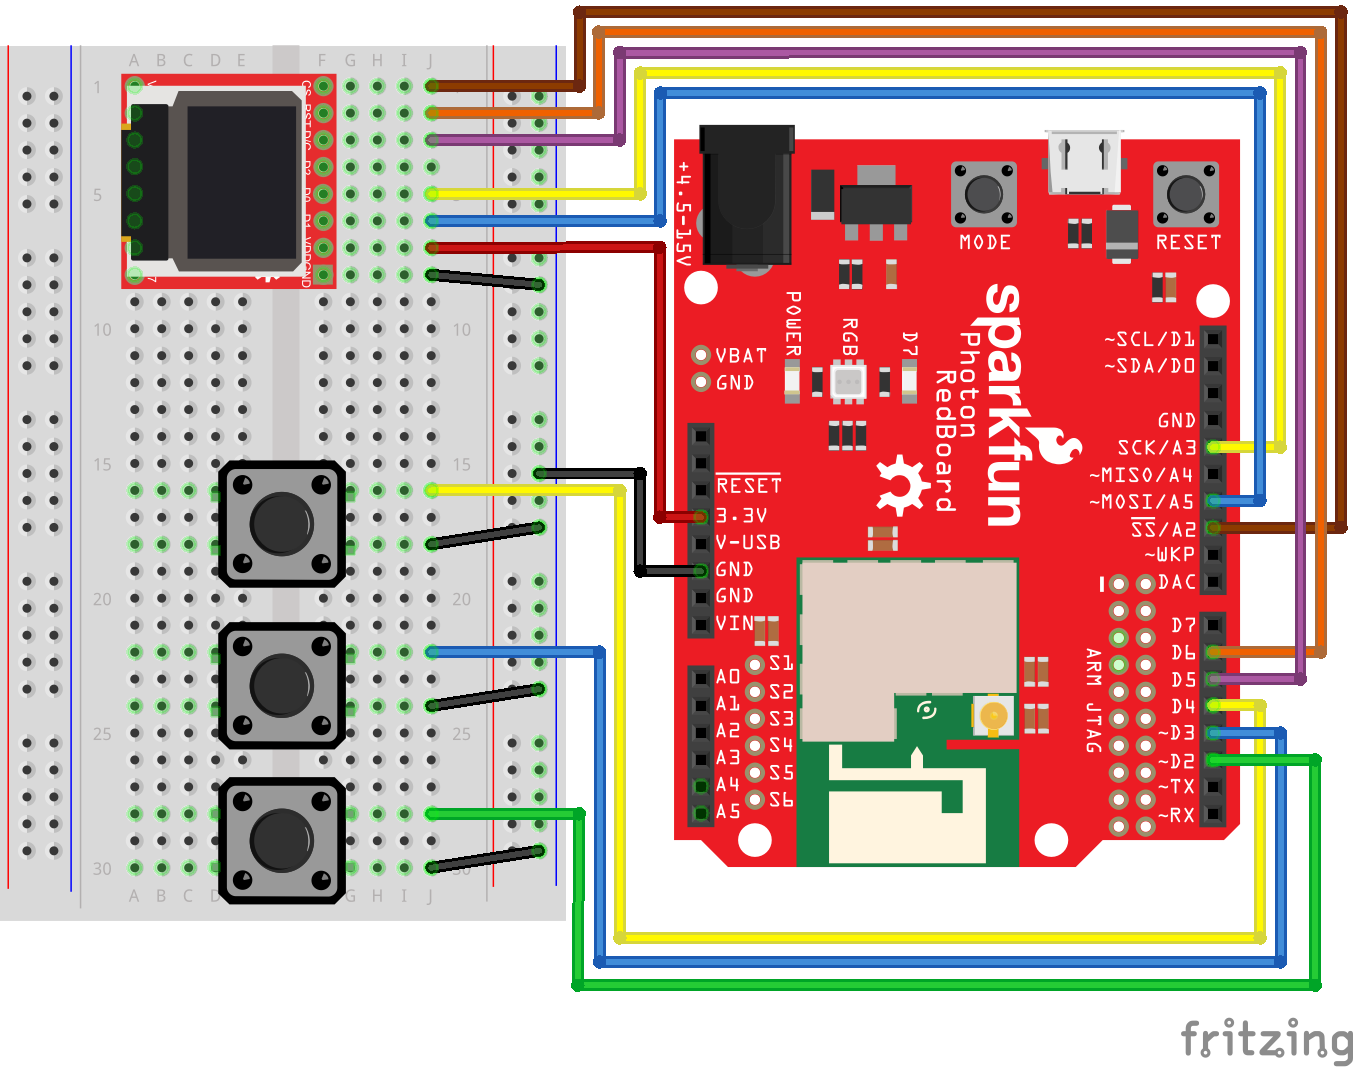 A B C D E F G H I J
1
5
10 10
15 15
20 20
25 25
30 30
A B C D G H I J
CS
RST
D/C
D2
D0
D1
VDD
GND
+4.5-15V
MODE
RESET
POWER
RGB
D7
VBAT
GND
sparkfun
Photon
RedBoard
RESET
3.3V
V-USB
GND
GND
VIN
A0
A1
A2
A3
A4
A5
S1
S2
S3
S4
S5
S6
~SCL/D1
~SDA/D0
GND
SCK/A3
~MISO/A4
~MOSI/A5
SS/A2
~WKP
DAC
D7
D6
D5
D4
~D3
~D2
~TX
~RX
ARM JTAG
fritzing